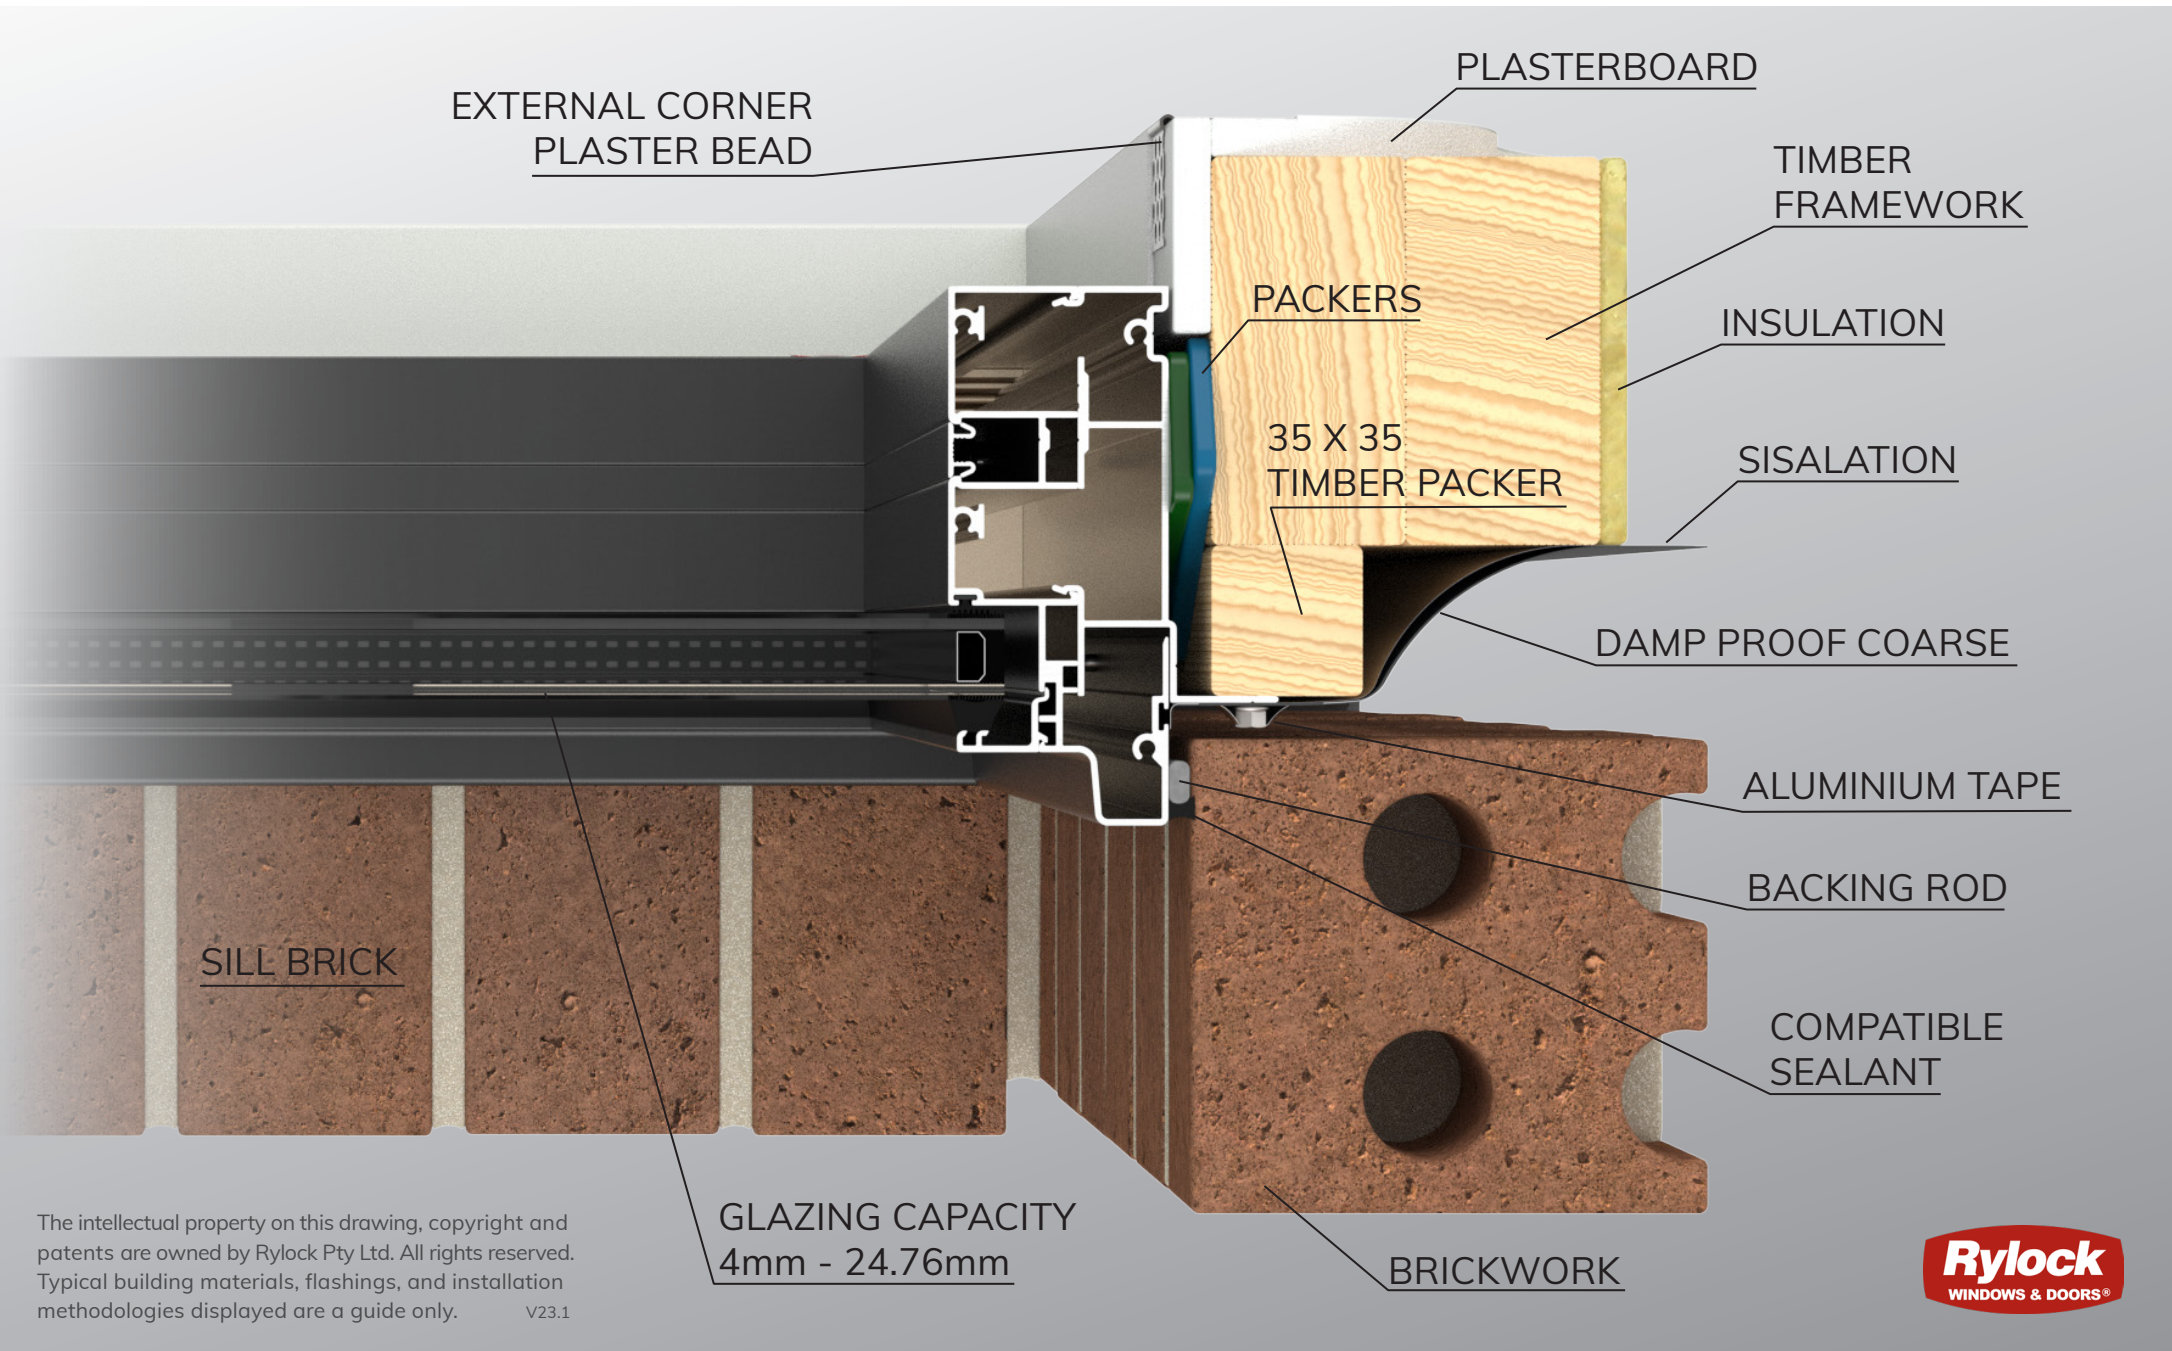 PLASTERBOARD
EXTERNAL CORNER
PLASTER BEAD
TIMBER
FRAMEWORK
PACKERS
INSULATION
35 X 35
TIMBER PACKER
SISALATION
DAMP PROOF COARSE
ALUMINIUM TAPE
BACKING ROD
SILL BRICK
COMPATIBLE
SEALANT
GLAZING CAPACITY
4mm - 24.76mm
BRICKWORK
The intellectual property on this drawing, copyright and
patents are owned by Rylock Pty Ltd. All rights reserved.
Typical building materials, flashings, and installation
methodologies displayed are a guide only. V23.1
Rylock
WINDOWS & DOORS®